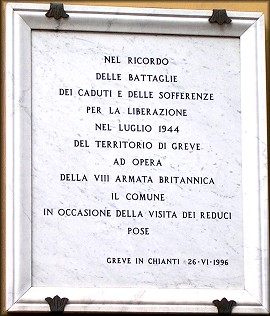 NEL RICORDO
DELLE BATTAGLIE
DEI CADUTI E DELLE SOFFERENZE
PER LA LIBERAZIONE
NEL LUGLIO 1944
DEL TERRITORIO DI GREVE
AD OPERA
DELLA VIII ARMATA BRITANNICA
IL COMUNE
IN OCCASIONE DELLA VISITA DEI REDUCI
POSE
GREVE IN CHIANTI 26-VI-1996